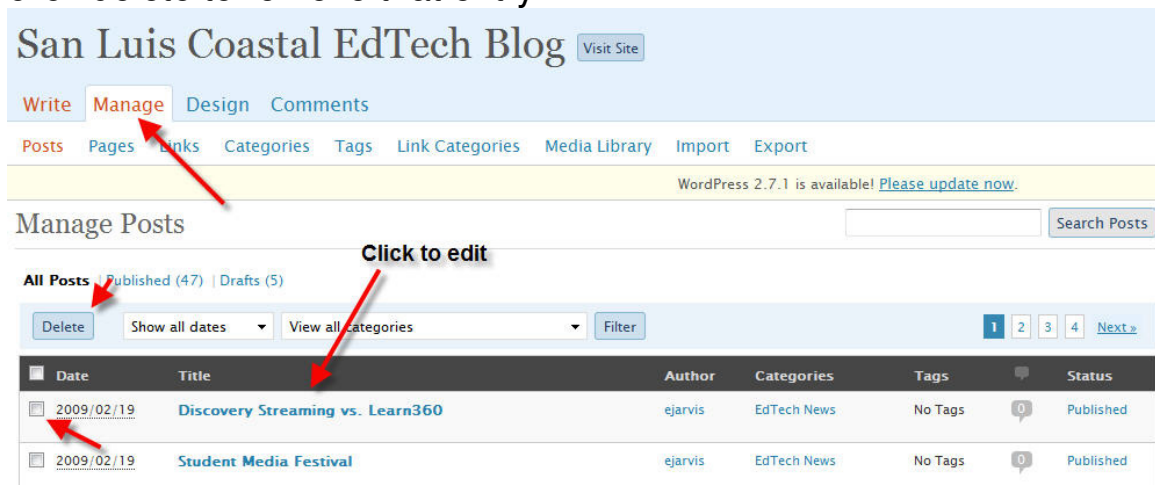 San Luis Coastal EdTech Blog Visit Site
Write Manage Design Comments
Posts Pages Links Categories Tags Link Categories Media Library Import Export
WordPress 2.7.1 is available! Please update now.
Manage Posts Search Posts
Click to edit
All Posts | Published (47) | Drafts (5)
Delete Show all dates View all categories Filter 1 2 3 4 Next »
Date Title Author Categories Tags Status
2009/02/19 Discovery Streaming vs. Learn360 ejarvis EdTech News No Tags 0 Published
2009/02/19 Student Media Festival ejarvis EdTech News No Tags 0 Published